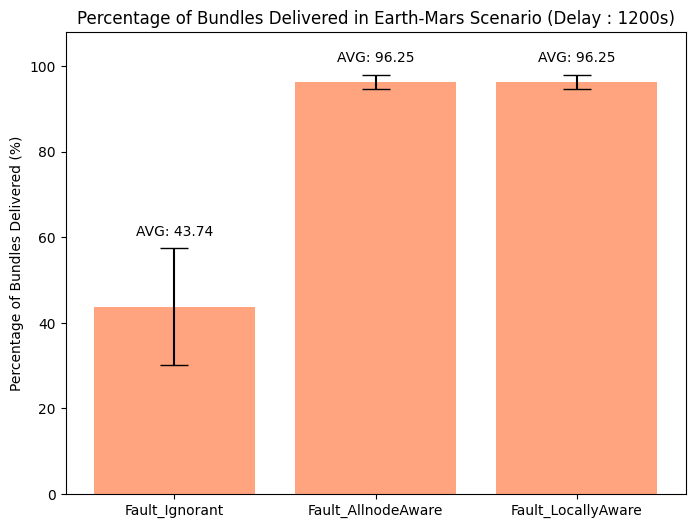 Percentage of Bundles Delivered in Earth-Mars Scenario (Delay : 1200s)
Percentage of Bundles Delivered (%)
100
80
60
40
20
0
AVG: 43.74
AVG: 96.25
AVG: 96.25
Fault_Ignorant
Fault_AllnodeAware
Fault_LocallyAware